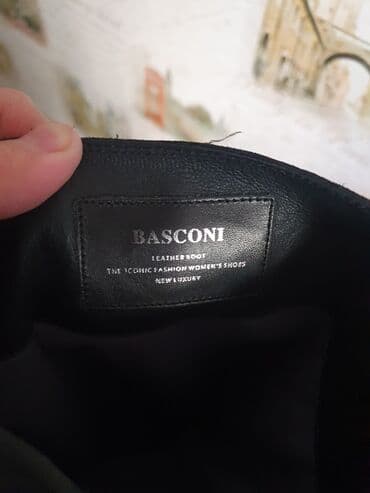 BASCONI
LEATHER BOOT
THE ICONIC FASHION WOMEN'S SHOES
NEW LUXURY